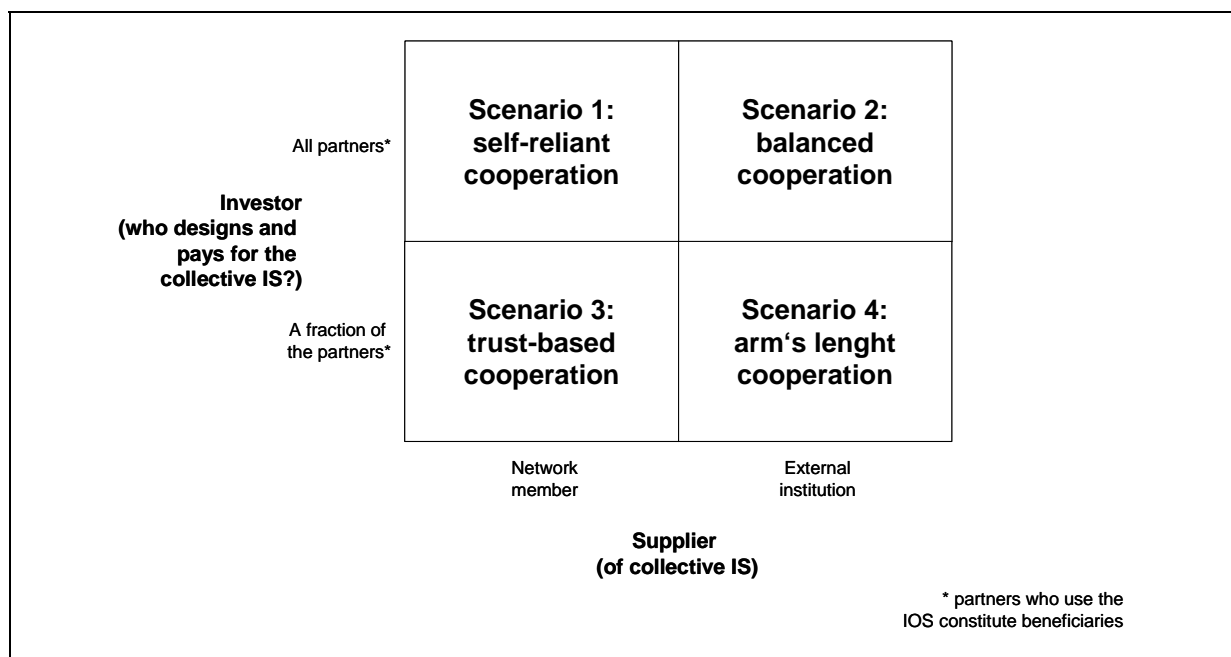 Scenario 1:
self-reliant
cooperation
Scenario 2:
balanced
cooperation
All partners*
Investor
(who designs and
pays for the
collective IS?)
Scenario 3:
trust-based
cooperation
Scenario 4:
arm‘s lenght
cooperation
A fraction of
the partners*
Network
member
External
institution
Supplier
(of collective IS)
* partners who use the
IOS constitute beneficiaries